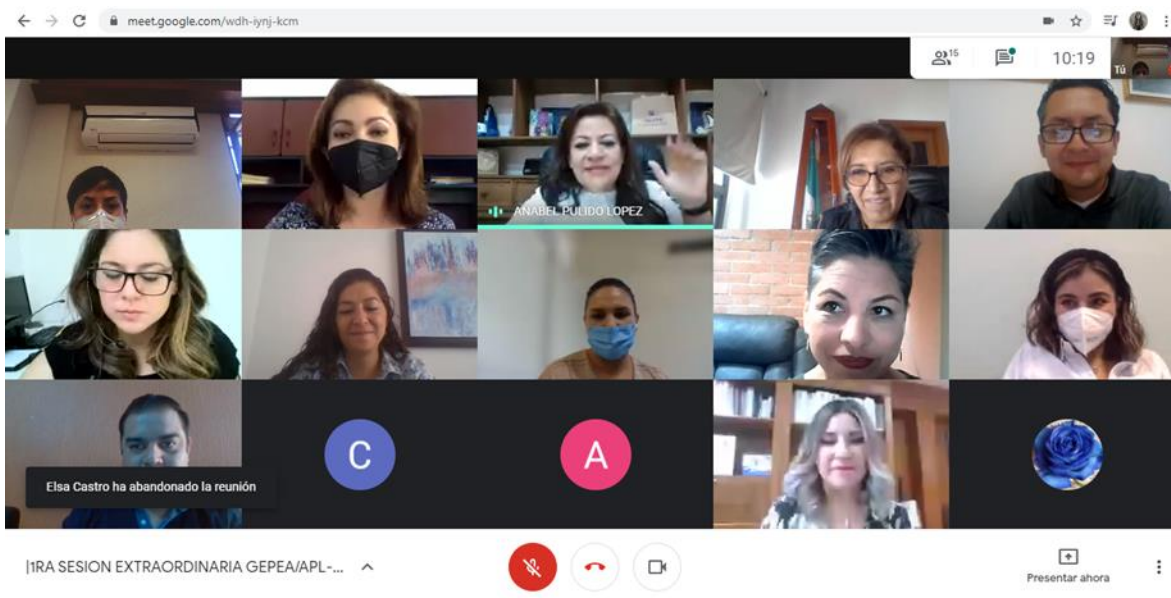 meet.google.com/wdh-iynj-kcm
15
10:19
Tú
ANABEL PULIDO LOPEZ
C
A
Elsa Castro ha abandonado la reunión
|1RA SESION EXTRAORDINARIA GEPEA/APL-...
Presentar ahora